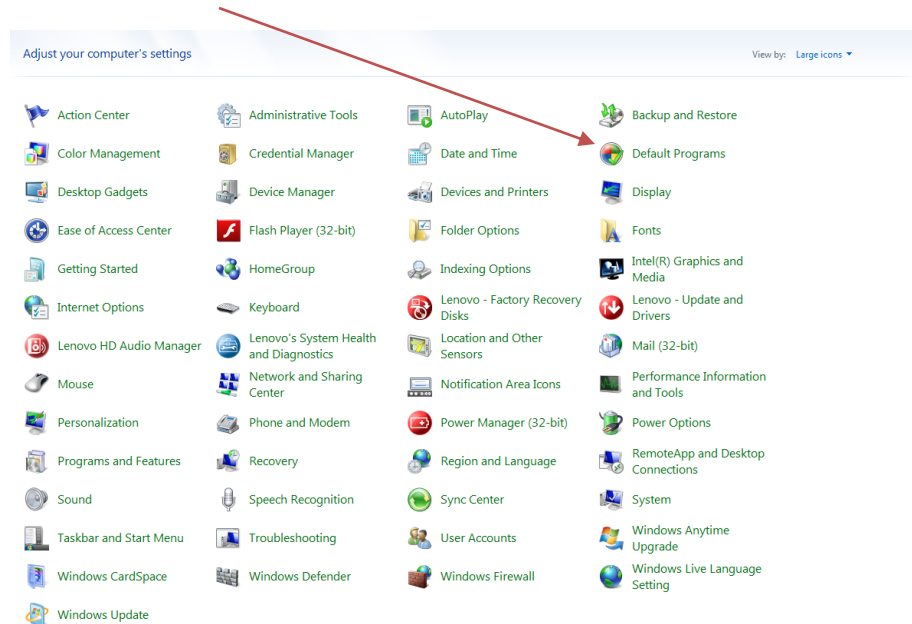 Adjust your computer's settings
View by: Large icons
Action Center
Administrative Tools
AutoPlay
Backup and Restore
Color Management
Credential Manager
Date and Time
Default Programs
Desktop Gadgets
Device Manager
Devices and Printers
Display
Ease of Access Center
Flash Player (32-bit)
Folder Options
Fonts
Getting Started
HomeGroup
Indexing Options
Intel(R) Graphics and
Media
Internet Options
Keyboard
Lenovo - Factory Recovery
Disks
Lenovo - Update and
Drivers
Lenovo HD Audio Manager
Lenovo's System Health
and Diagnostics
Location and Other
Sensors
Mail (32-bit)
Mouse
Network and Sharing
Center
Notification Area Icons
Performance Information
and Tools
Personalization
Phone and Modem
Power Manager (32-bit)
Power Options
Programs and Features
Recovery
Region and Language
RemoteApp and Desktop
Connections
Sound
Speech Recognition
Sync Center
System
Taskbar and Start Menu
Troubleshooting
User Accounts
Windows Anytime
Upgrade
Windows CardSpace
Windows Defender
Windows Firewall
Windows Live Language
Setting
Windows Update